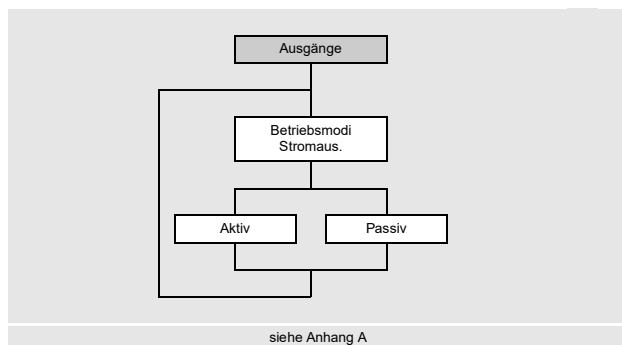 Ausgänge
Betriebsmodi
Stromaus.
Aktiv
Passiv
siehe Anhang A